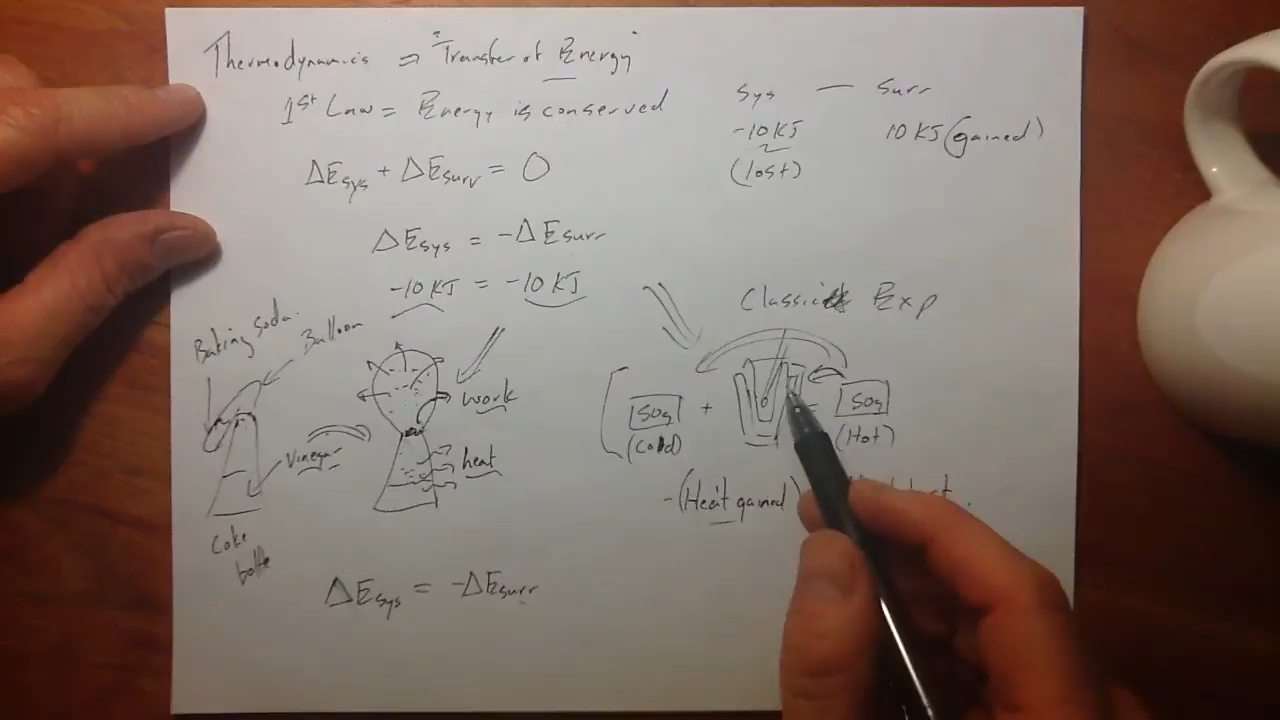 Thermodynamics => "Transfer of Energy"
1st Law = Energy is conserved
Sys — Surr
-10 KJ 10 KJ (gained)
(lost)
ΔEsys + ΔEsurr = 0
ΔEsys = -ΔEsurr
-10 KJ = -10 KJ
Classic Exp
Baking Soda.
Balloon
work
50g + 50g
(cold) (Hot)
Vinegar
heat
-(Heat gained)
Coke
bottle
ΔEsys = -ΔEsurr